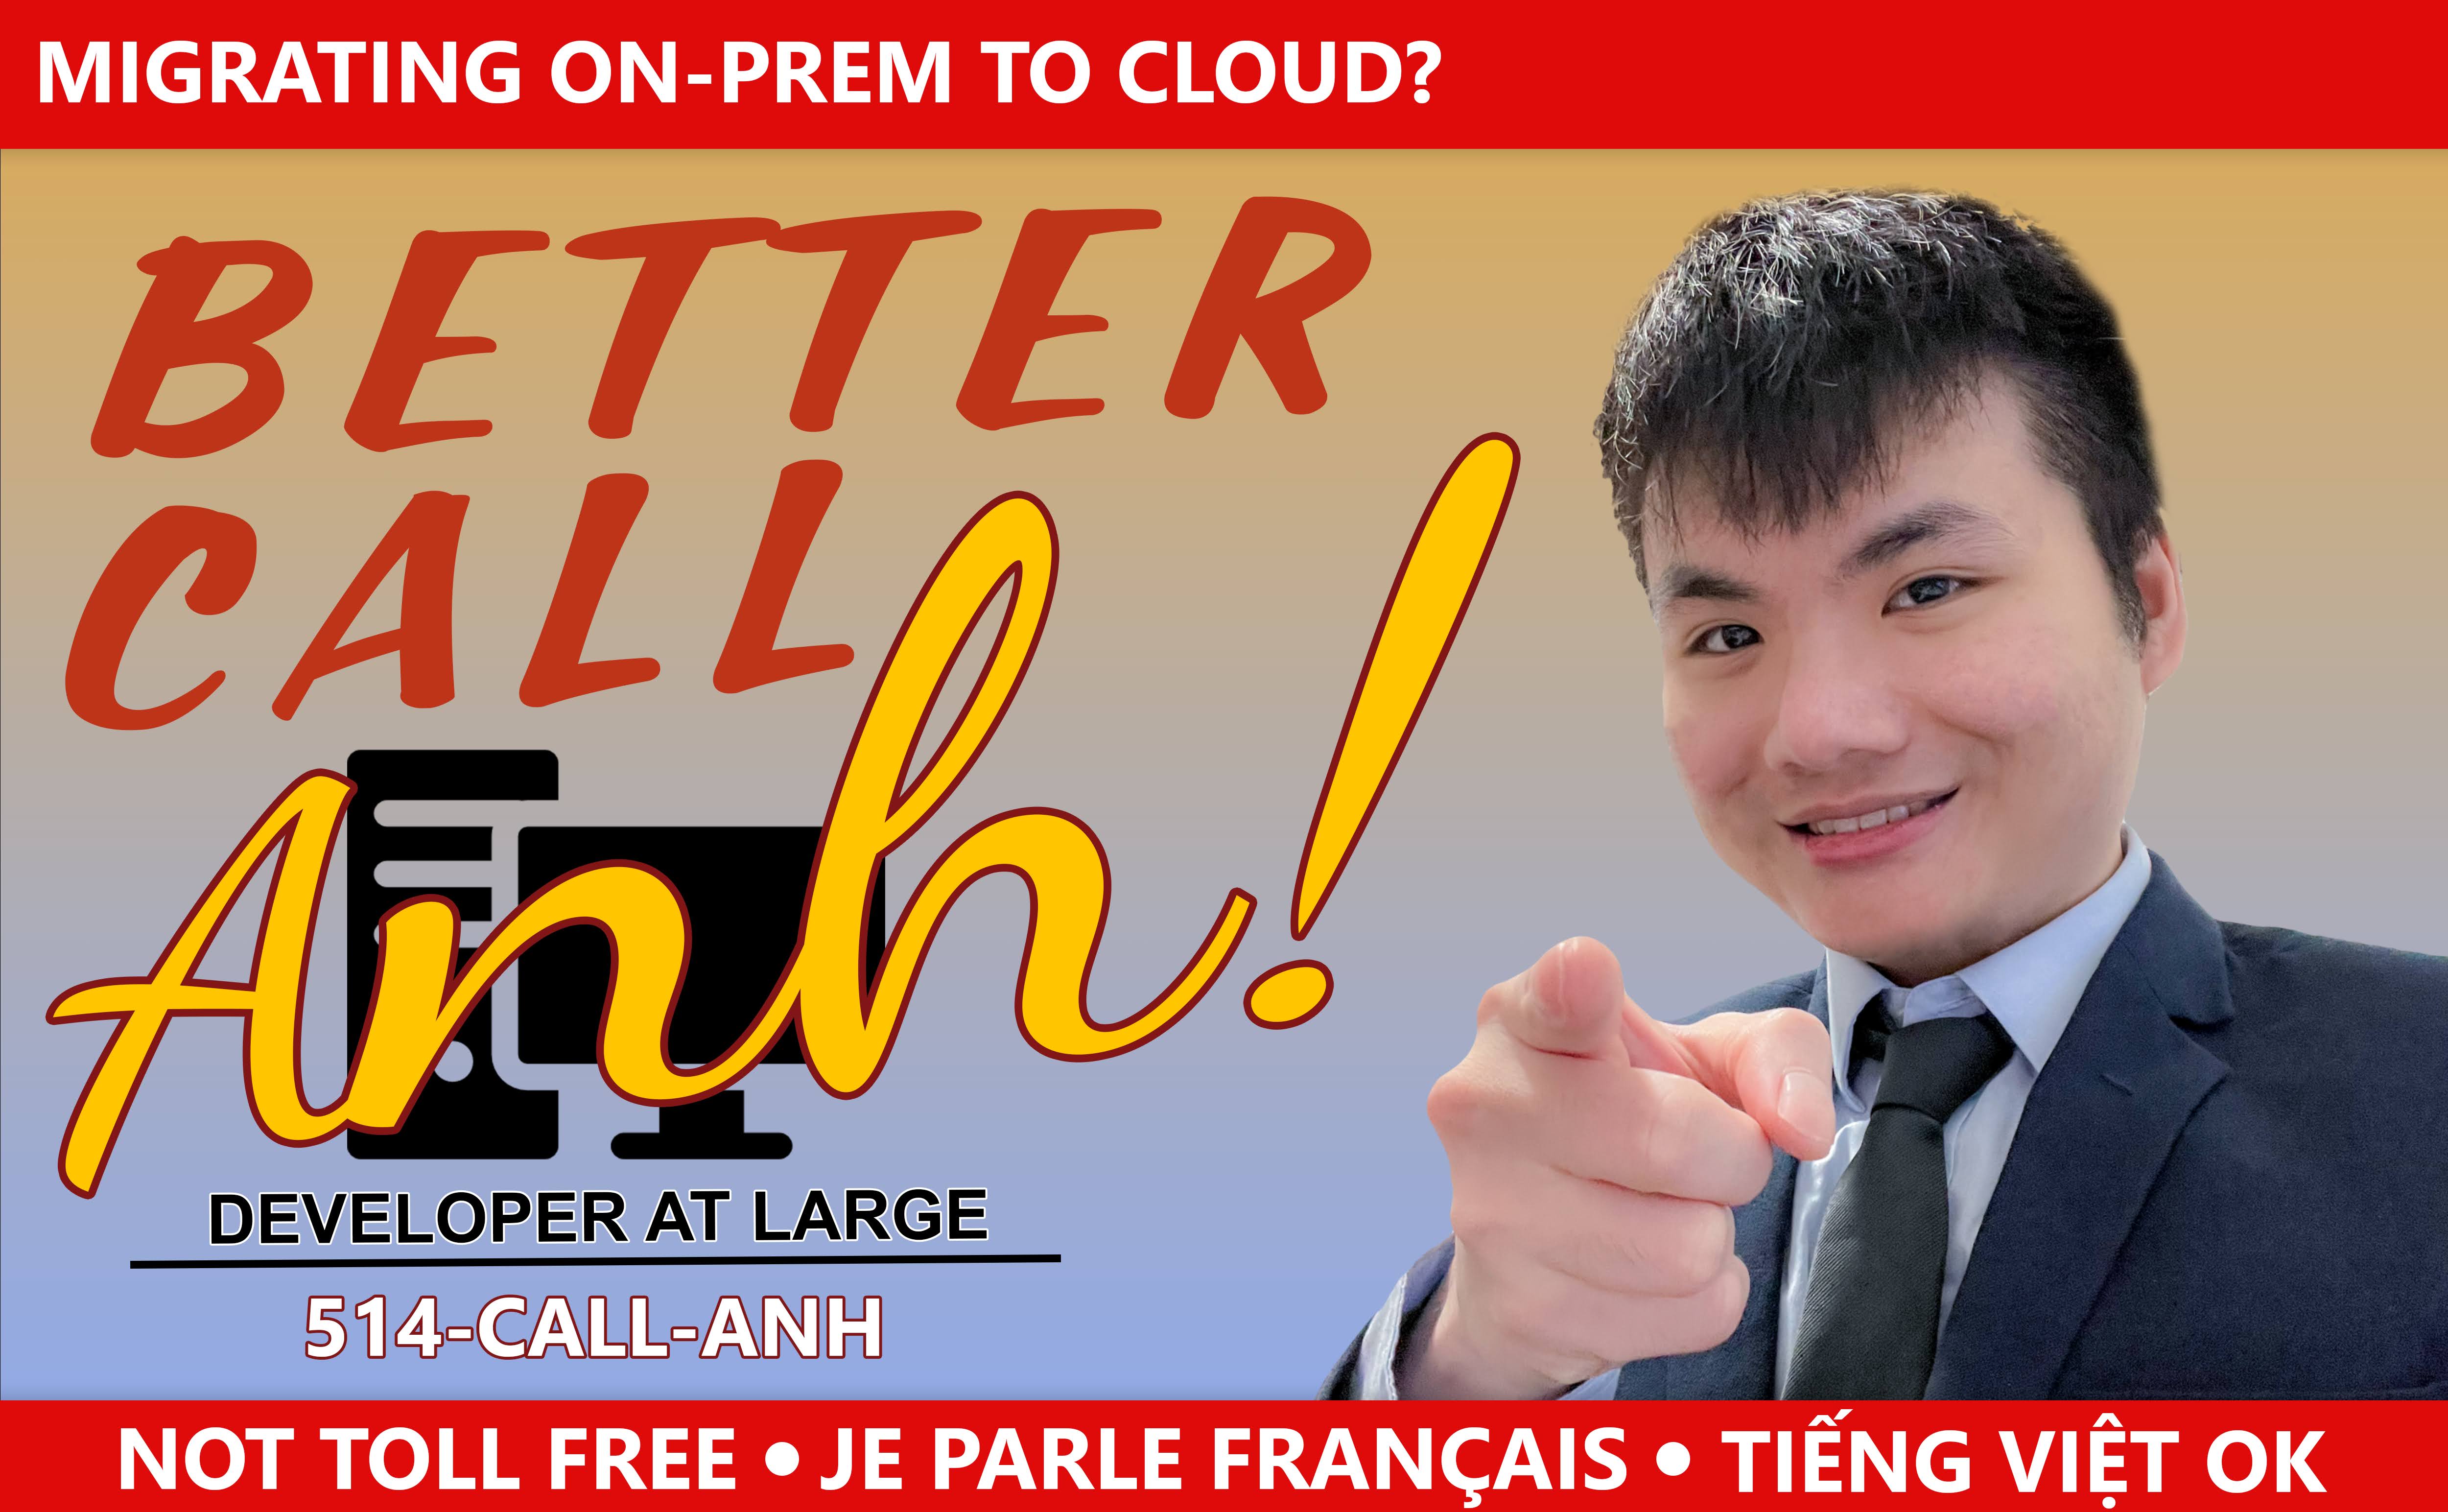 MIGRATING ON-PREM TO CLOUD?
BETTER
CALL
Anh!
DEVELOPER AT LARGE
514-CALL-ANH
NOT TOLL FREE • JE PARLE FRANÇAIS • TIẾNG VIỆT OK